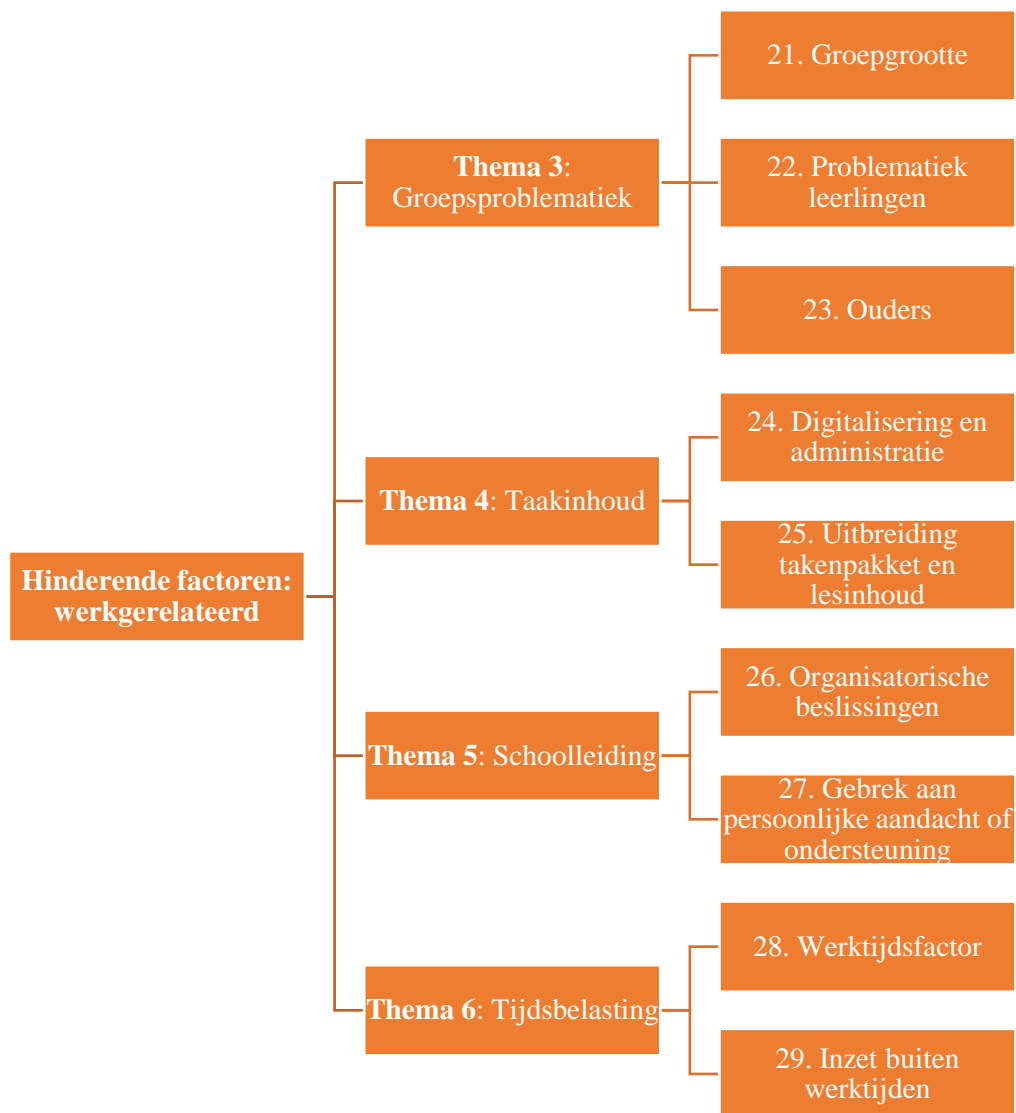 Hinderende factoren:
werkgerelateerd
Thema 3:
Groepsproblematiek
21. Groepgrootte
22. Problematiek
leerlingen
23. Ouders
Thema 4: Taakinhoud
24. Digitalisering en
administratie
25. Uitbreiding
takenpakket en
lesinhoud
Thema 5: Schoolleiding
26. Organisatorische
beslissingen
27. Gebrek aan
persoonlijke aandacht of
ondersteuning
Thema 6: Tijdsbelasting
28. Werktijdsfactor
29. Inzet buiten
werktijden